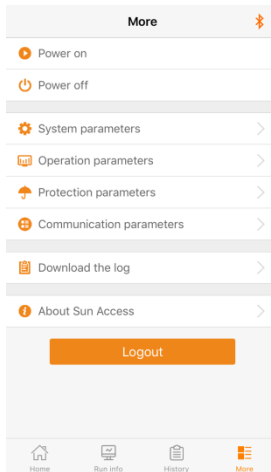 More
Power on
Power off
System parameters
Operation parameters
Protection parameters
Communication parameters
Download the log
About Sun Access
Logout
Home
Run info
History
More